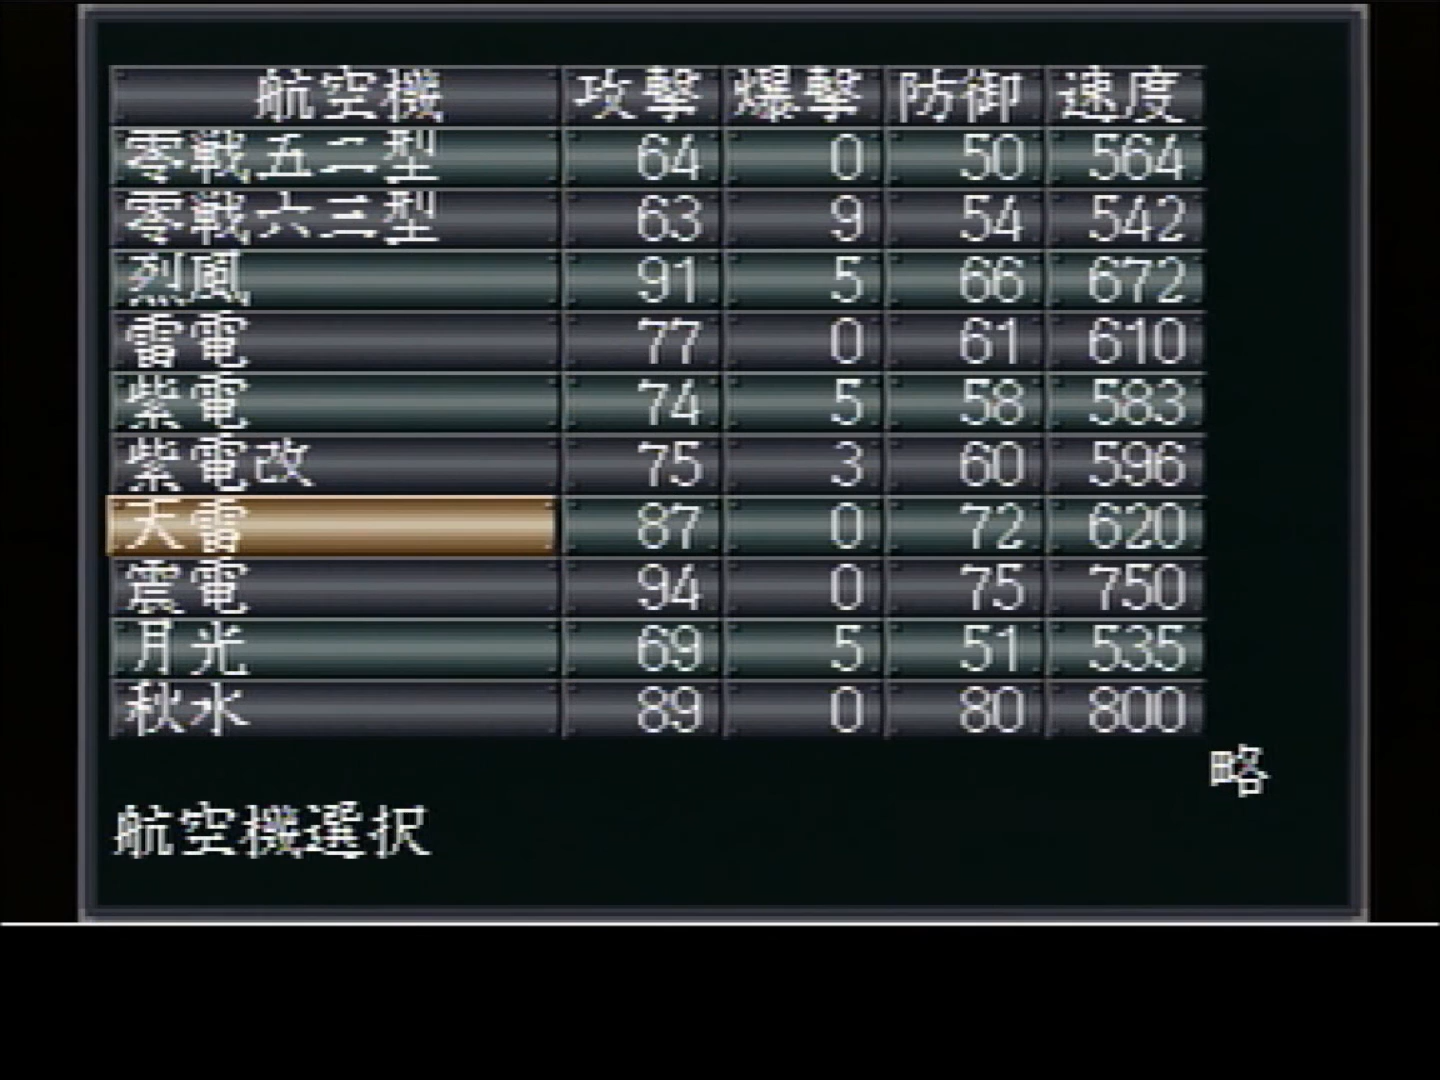 航空機 攻撃 爆撃 防御 速度
零戦五二型 64 0 50 564
零戦六三型 63 9 54 542
烈風 91 5 66 672
雷電 77 0 61 610
紫電 74 5 58 583
紫電改 75 3 60 596
天雷 87 0 72 620
震電 94 0 75 750
月光 69 5 51 535
秋水 89 0 80 800
略
航空機選択